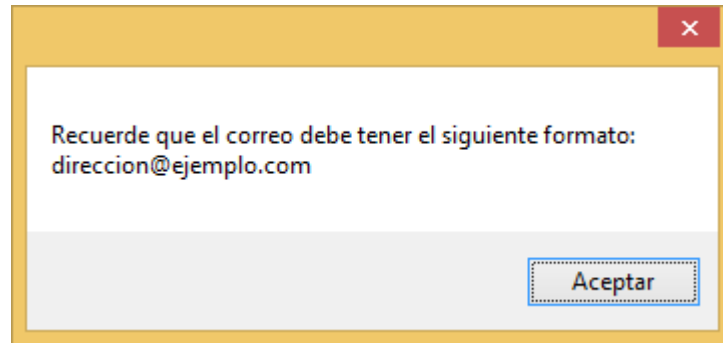 Recuerde que el correo debe tener el siguiente formato:
direccion@ejemplo.com
Aceptar